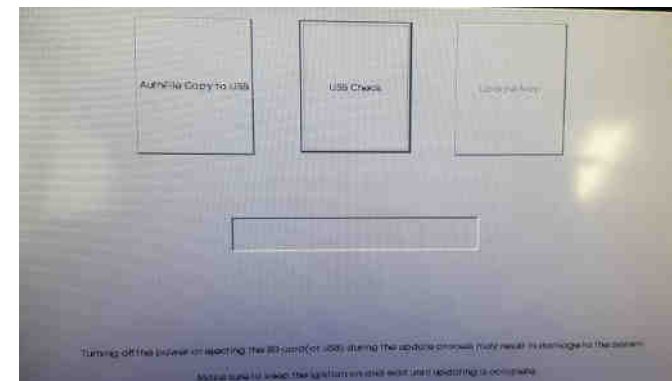 AuthFile Copy to USB
USB Check
Update Map
Turning off the power or ejecting the SD card(or USB) during the update process may result in damage to the system.
Make sure to keep the ignition on and wait until updating is complete.